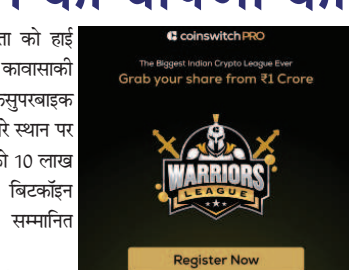 की घोषणा की
ता को हाई
कावासाकी
सुपरबाइक
रे स्थान पर
10 लाख
बिटकॉइन
सम्मानित
coinswitch PRO
The Biggest Indian Crypto League Ever
Grab your share from ₹1 Crore
WARRIORS
LEAGUE
Register Now